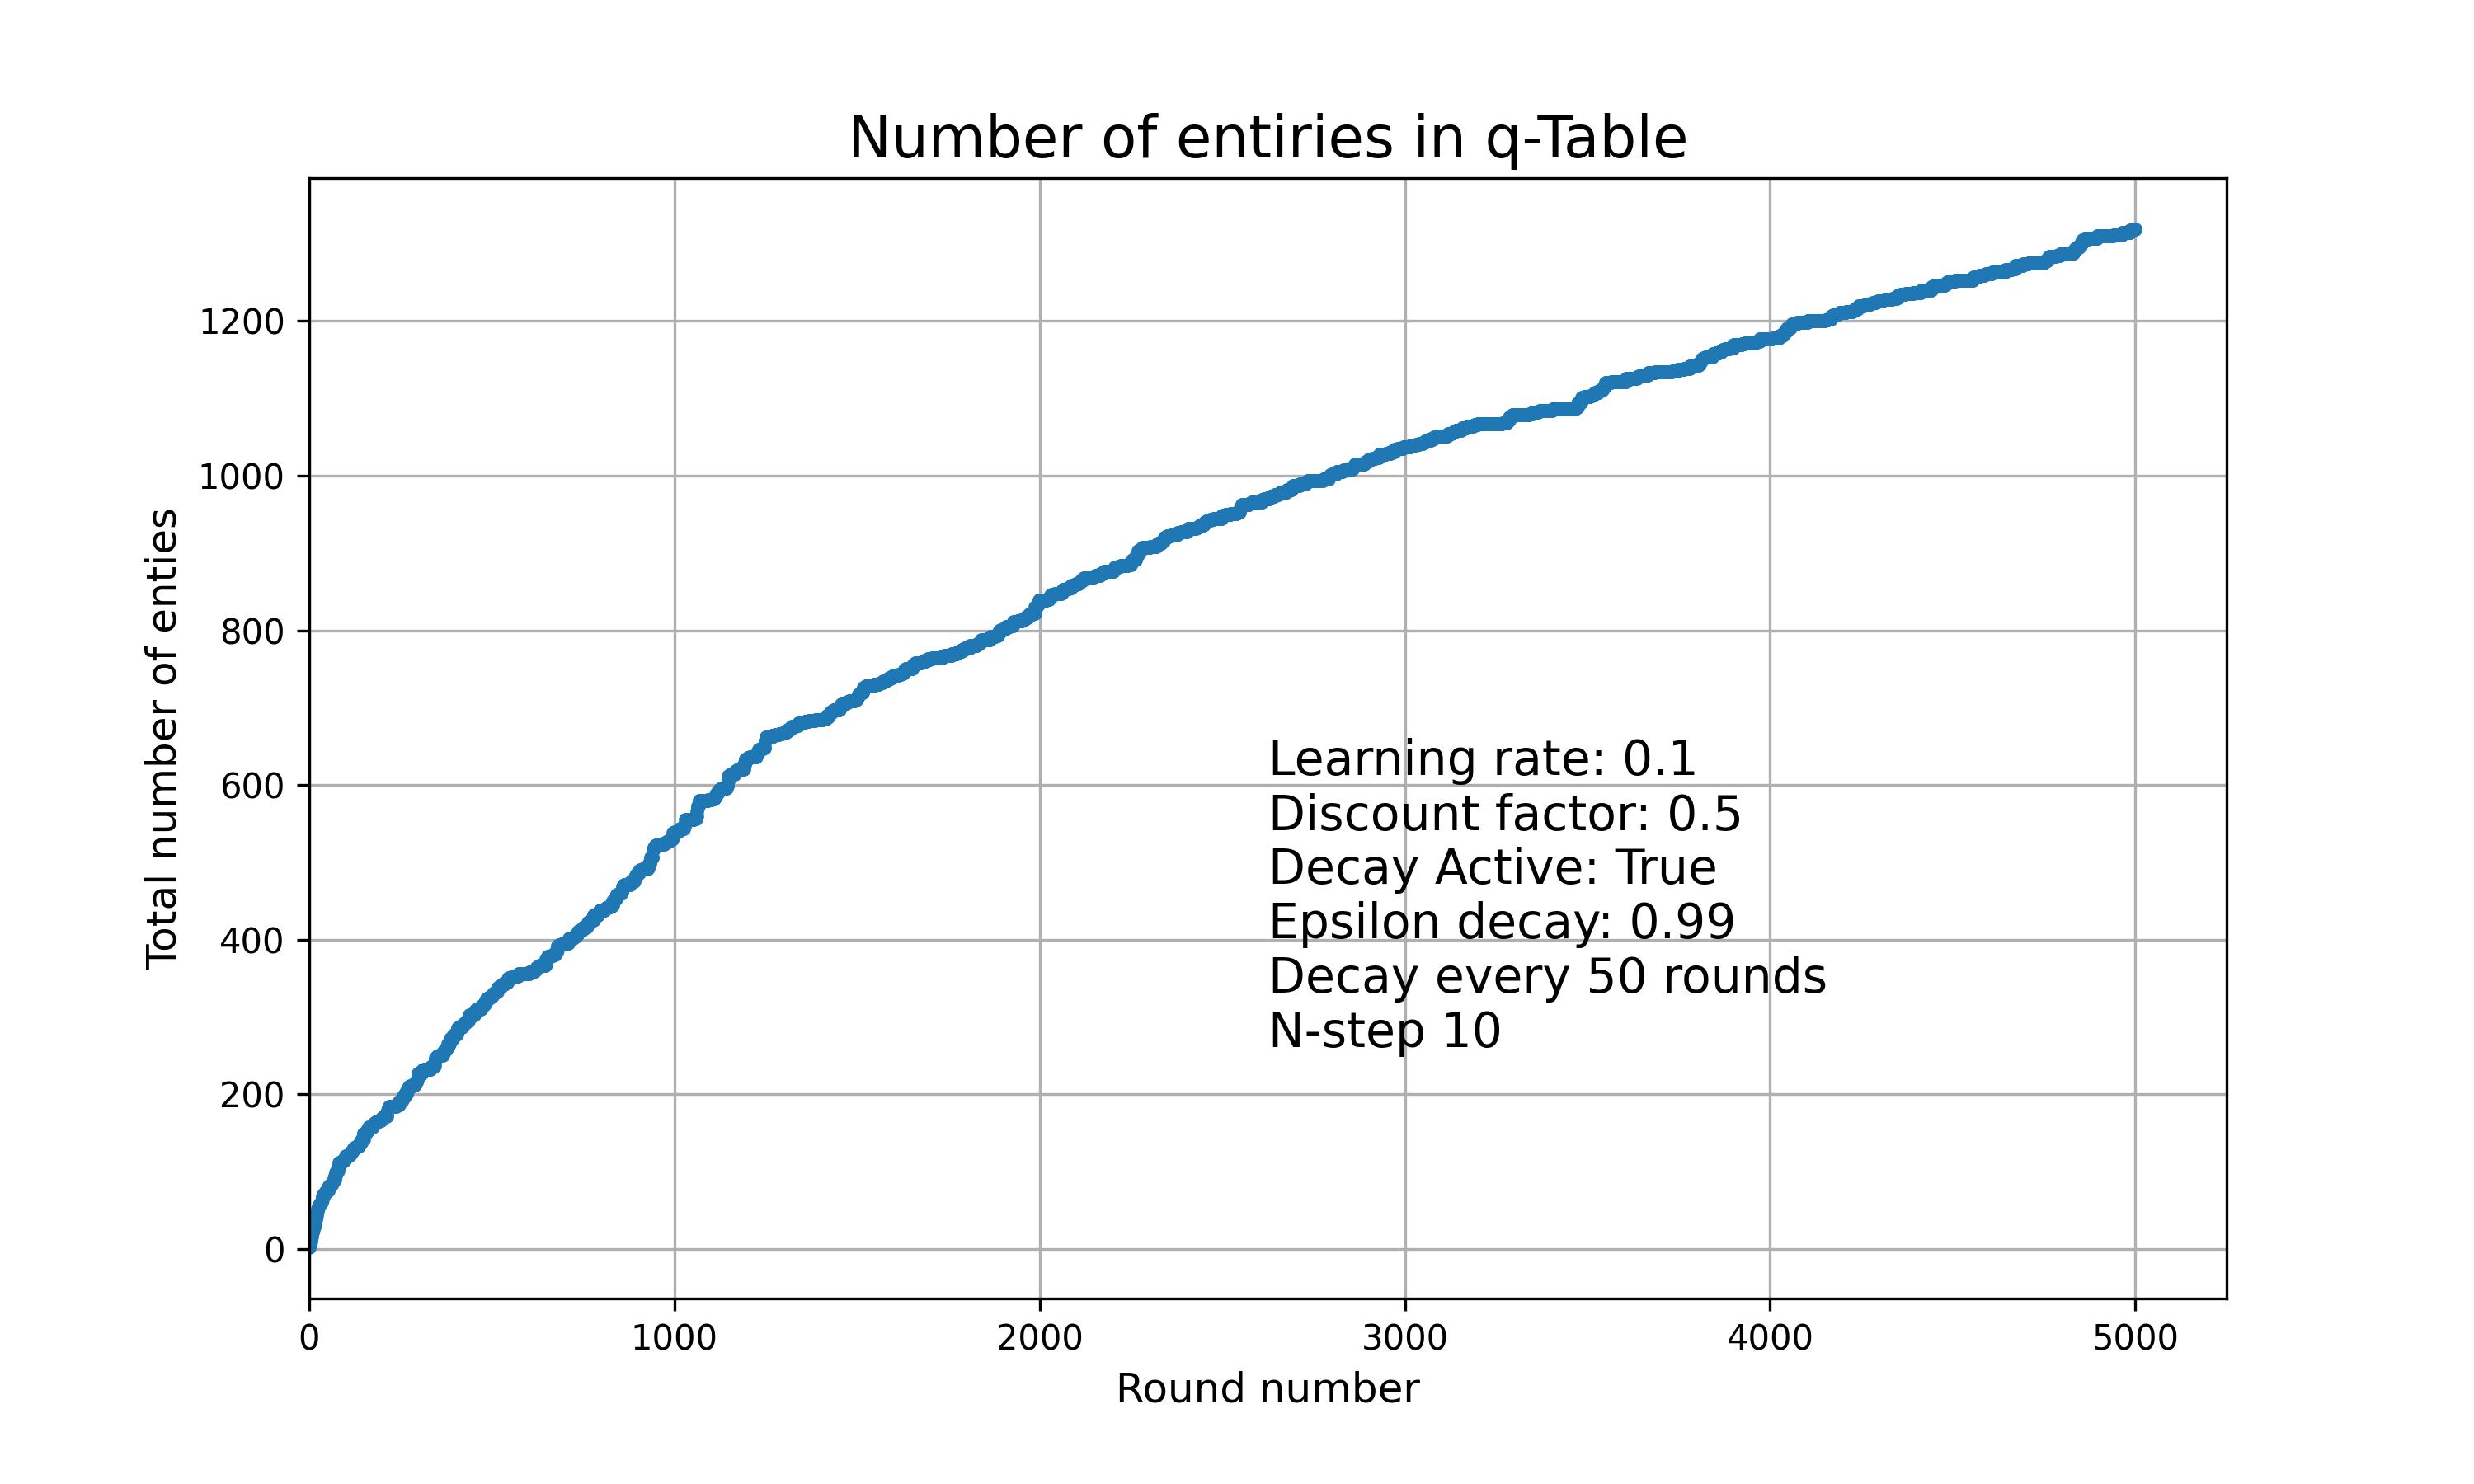 Number of entiries in q-Table
Total number of enties
1200
1000
800
600
400
200
0
Learning rate: 0.1
Discount factor: 0.5
Decay Active: True
Epsilon decay: 0.99
Decay every 50 rounds
N-step 10
0 1000 2000 3000 4000 5000
Round number